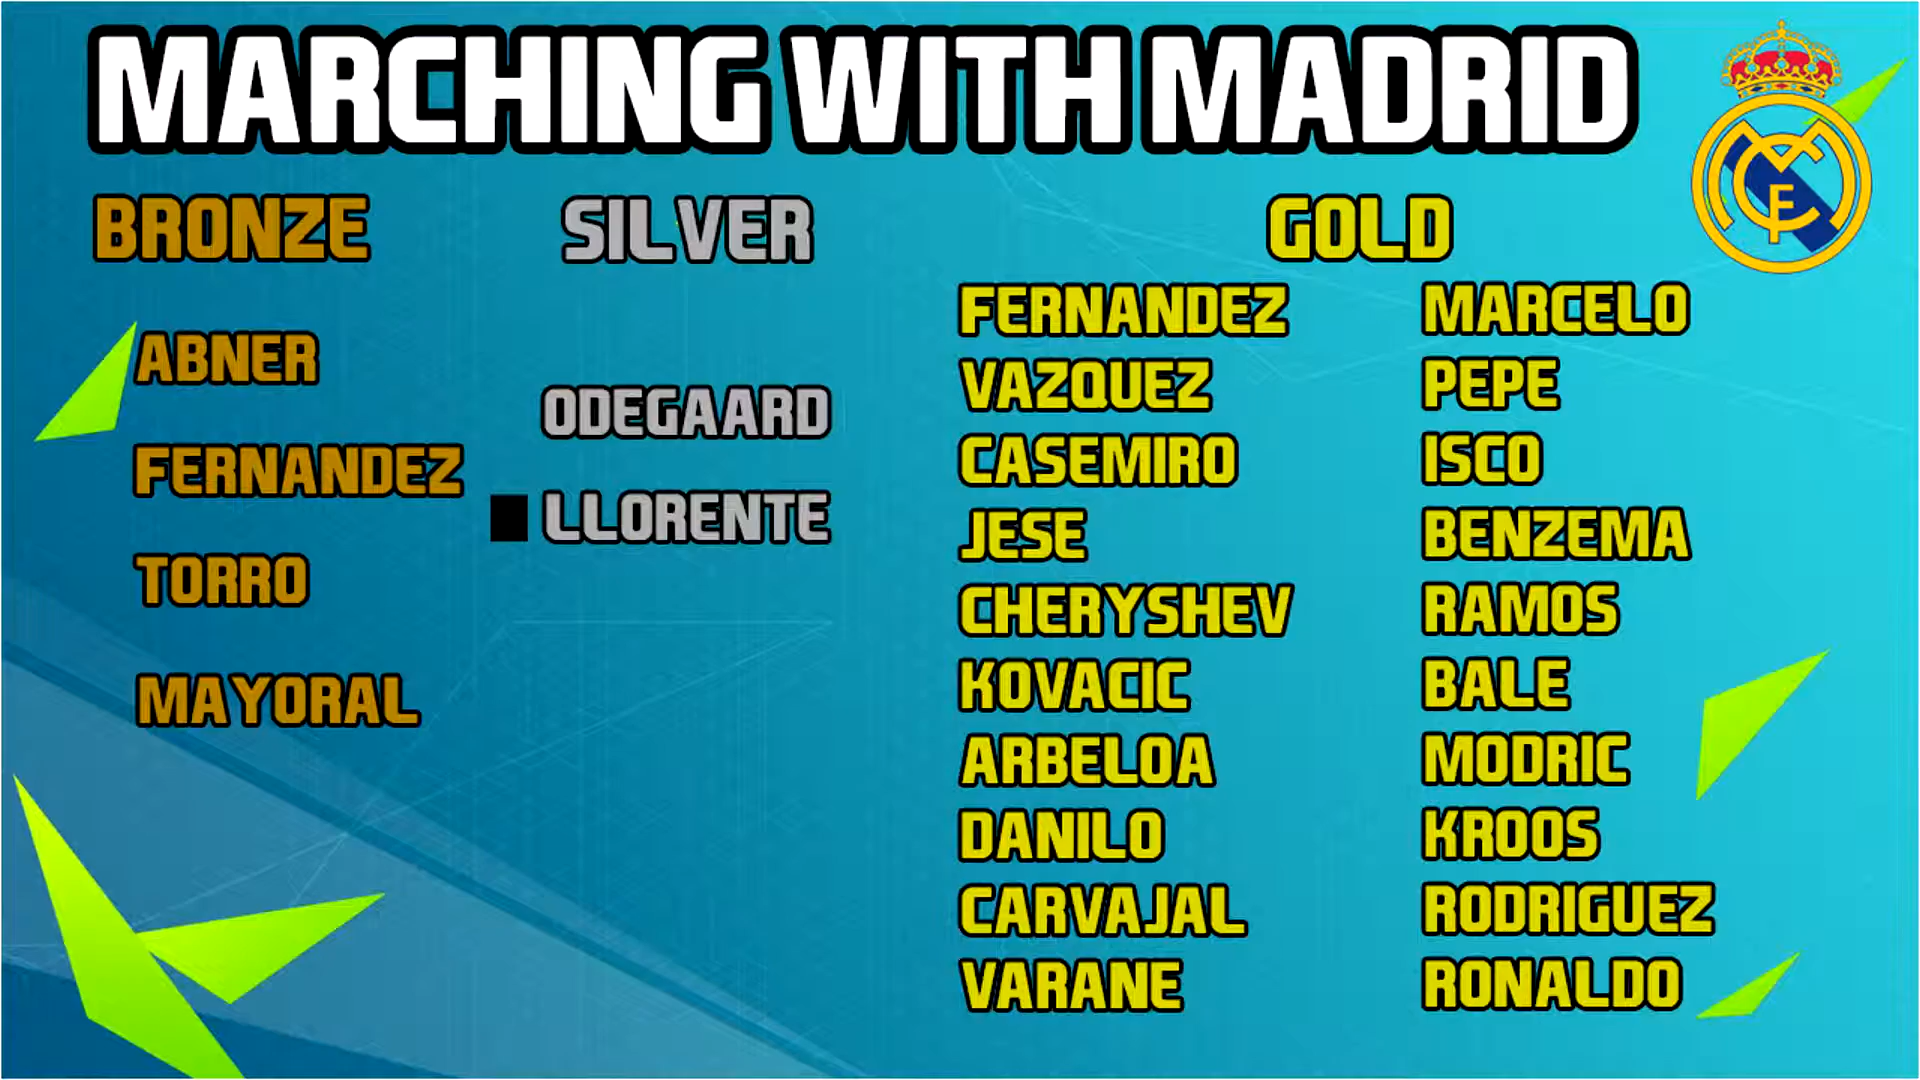 MARCHING WITH MADRID
BRONZE
ABNER
FERNANDEZ
TORRO
MAYORAL
SILVER
ODEGAARD
LLORENTE
GOLD
FERNANDEZ
VAZQUEZ
CASEMIRO
JESE
CHERYSHEV
KOVACIC
ARBELOA
DANILO
CARVAJAL
VARANE
MARCELO
PEPE
ISCO
BENZEMA
RAMOS
BALE
MODRIC
KROOS
RODRIGUEZ
RONALDO